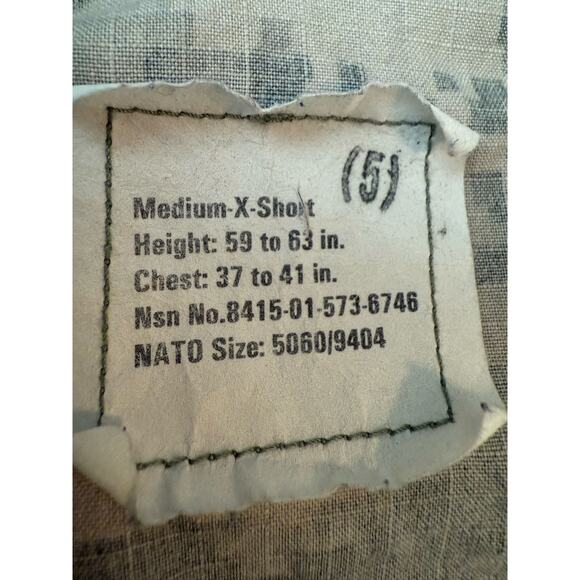 (5)
Medium-X-Short
Height: 59 to 63 in.
Chest: 37 to 41 in.
Nsn No.8415-01-573-6746
NATO Size: 5060/9404